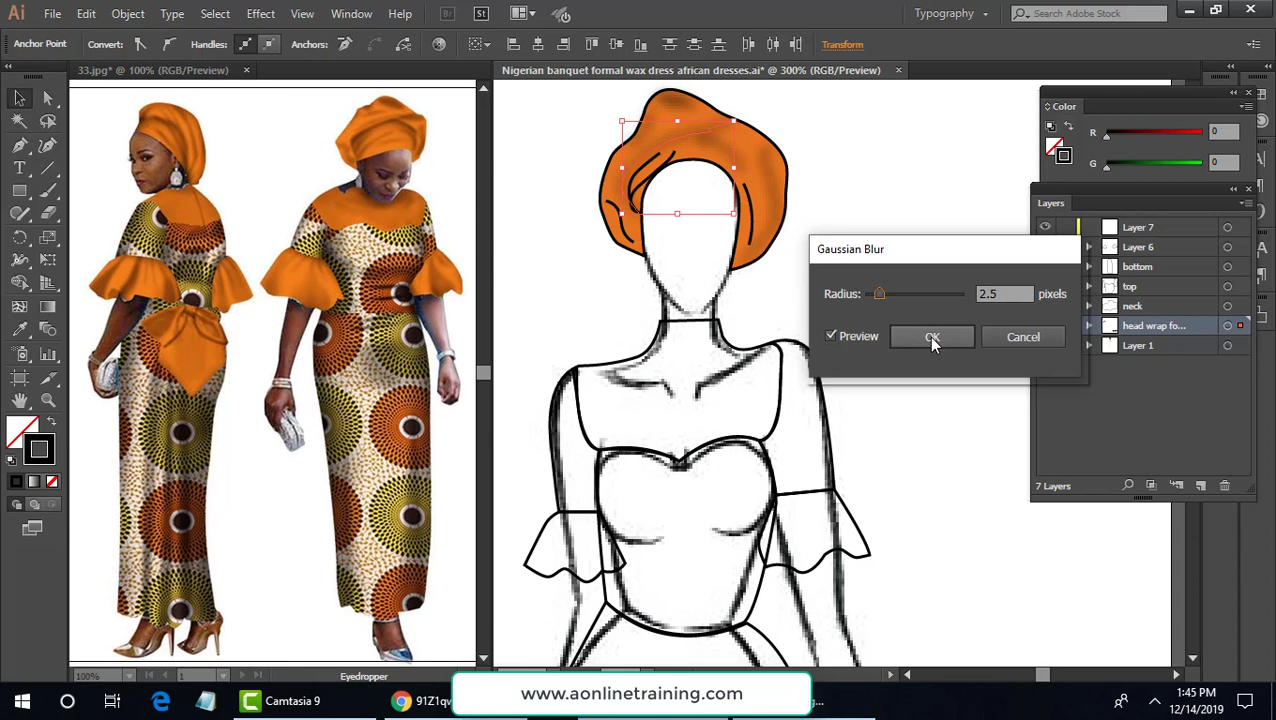 Ai File Edit Object Type Select Effect View Window Help Br St Typography Search Adobe Stock
Anchor Point Convert: Handles: Anchors: Transform
33.jpg* @ 100% (RGB/Preview) × Nigerian banquet formal wax dress african dresses.ai* @ 300% (RGB/Preview) ×
Color
R 0
G 0
Layers
Layer 7
Layer 6
bottom
top
neck
head wrap fo...
Layer 1
7 Layers
Gaussian Blur
Radius: 2.5 pixels
Preview OK Cancel
100% 1 Eyedropper
Camtasia 9
www.aonlinetraining.com
1:45 PM
12/14/2019